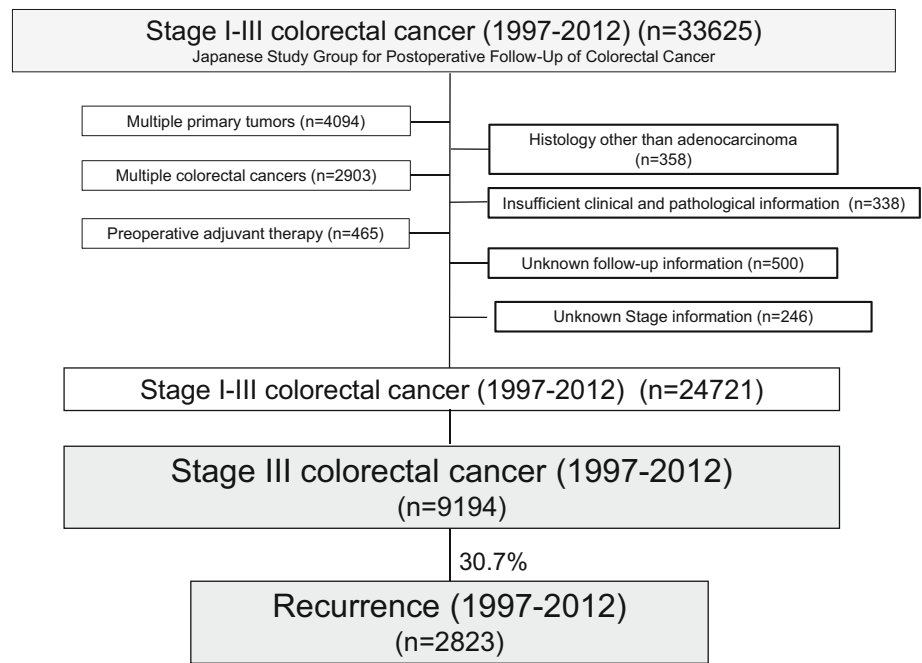 Stage I-III colorectal cancer (1997-2012) (n=33625)
Japanese Study Group for Postoperative Follow-Up of Colorectal Cancer
Multiple primary tumors (n=4094)
Histology other than adenocarcinoma
(n=358)
Multiple colorectal cancers (n=2903)
Insufficient clinical and pathological information (n=338)
Preoperative adjuvant therapy (n=465)
Unknown follow-up information (n=500)
Unknown Stage information (n=246)
Stage I-III colorectal cancer (1997-2012) (n=24721)
Stage III colorectal cancer (1997-2012)
(n=9194)
30.7%
Recurrence (1997-2012)
(n=2823)